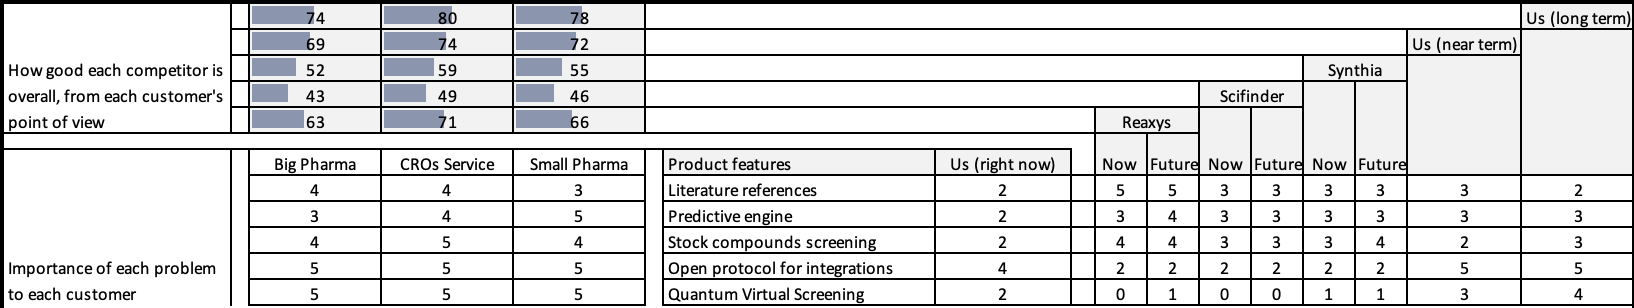 74 80 78 Us (long term)
69 74 72 Us (near term)
How good each competitor is 52 59 55 Synthia
overall, from each customer's 43 49 46 Scifinder
point of view 63 71 66 Reaxys
Big Pharma CROs Service Small Pharma Product features Us (right now) Now Future Now Future Now Future
4 4 3 Literature references 2 5 5 3 3 3 3 3 2
3 4 5 Predictive engine 2 3 4 3 3 3 3 3 3
4 5 4 Stock compounds screening 2 4 4 3 3 3 4 2 3
Importance of each problem 5 5 5 Open protocol for integrations 4 2 2 2 2 2 2 5 5
to each customer 5 5 5 Quantum Virtual Screening 2 0 1 0 0 1 1 3 4